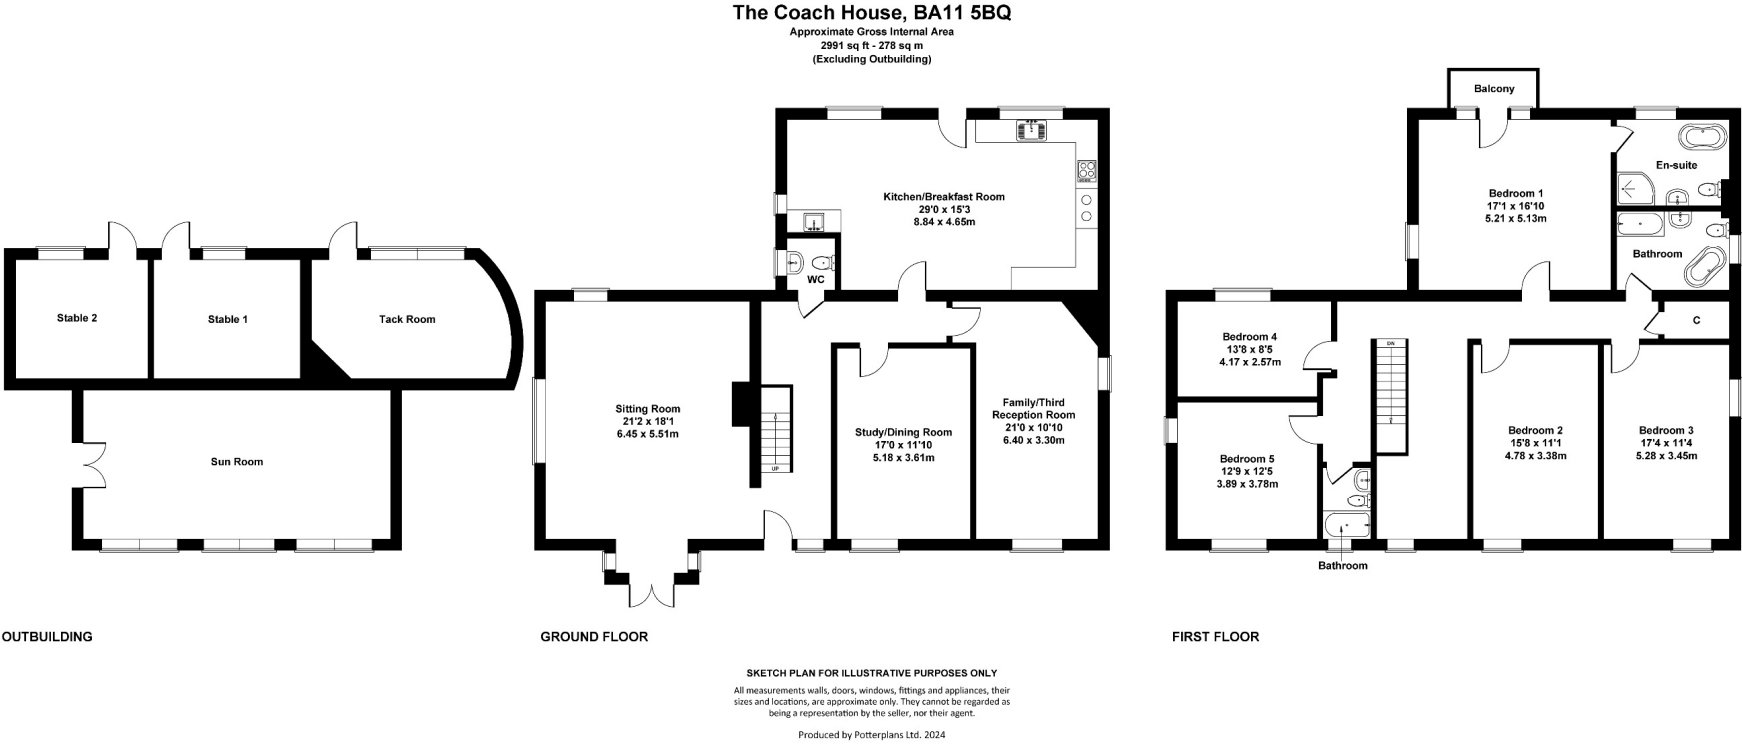 The Coach House, BA11 5BQ
Approximate Gross Internal Area
2991 sq ft - 278 sq m
(Excluding Outbuilding)
Stable 2
Stable 1
Tack Room
Sun Room
OUTBUILDING
Kitchen/Breakfast Room
29'0 x 15'3
8.84 x 4.65m
WC
Sitting Room
21'2 x 18'1
6.45 x 5.51m
UP
Study/Dining Room
17'0 x 11'10
5.18 x 3.61m
Family/Third
Reception Room
21'0 x 10'10
6.40 x 3.30m
GROUND FLOOR
Balcony
Bedroom 1
17'1 x 16'10
5.21 x 5.13m
En-suite
Bathroom
C
Bedroom 4
13'8 x 8'5
4.17 x 2.57m
DN
Bedroom 5
12'9 x 12'5
3.89 x 3.78m
Bedroom 2
15'8 x 11'1
4.78 x 3.38m
Bedroom 3
17'4 x 11'4
5.28 x 3.45m
Bathroom
FIRST FLOOR
SKETCH PLAN FOR ILLUSTRATIVE PURPOSES ONLY
All measurements walls, doors, windows, fittings and appliances, their
sizes and locations, are approximate only. They cannot be regarded as
being a representation by the seller, nor their agent.
Produced by Potterplans Ltd. 2024